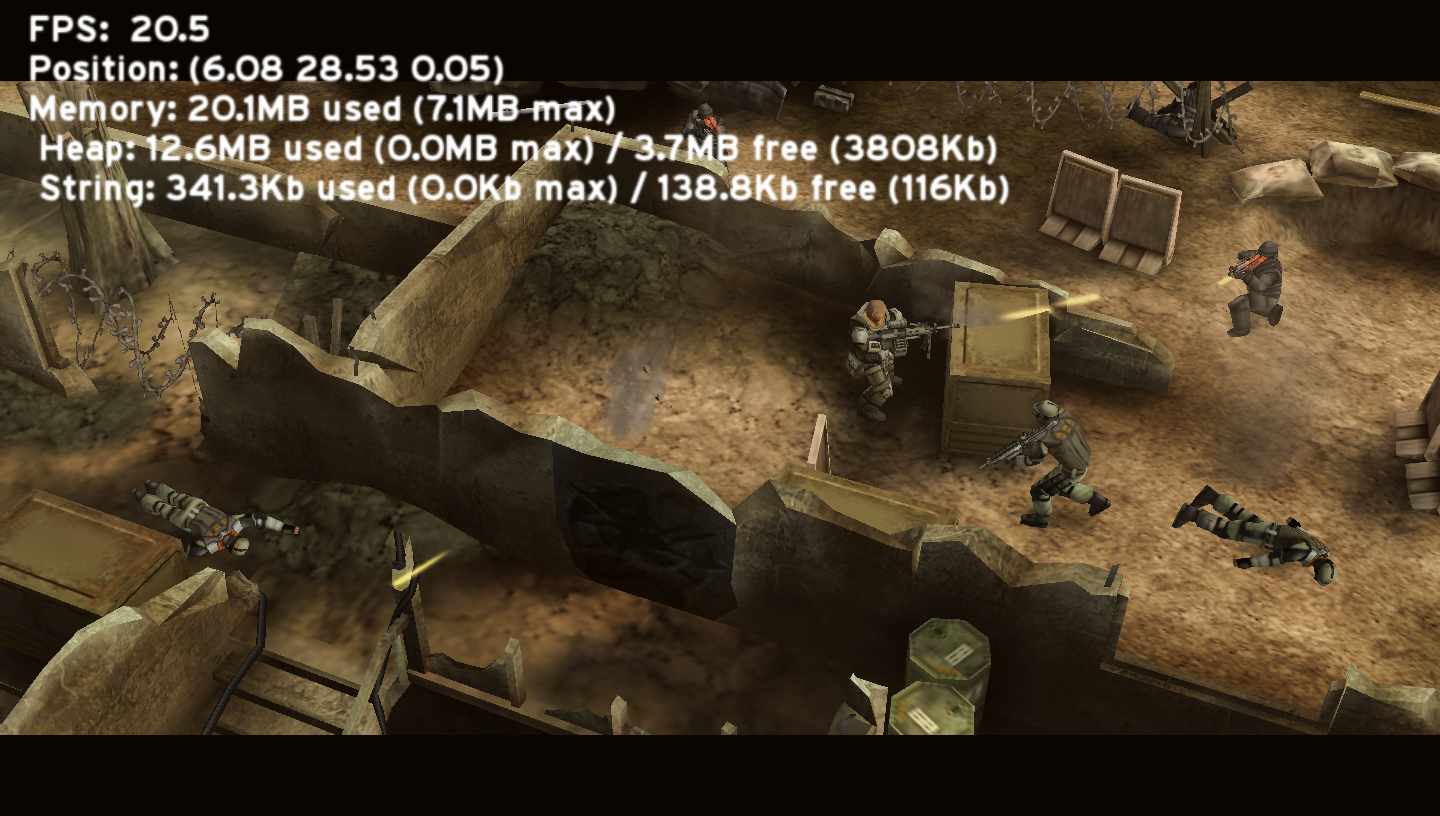 FPS: 20.5
Position: (6.08 28.53 0.05)
Memory: 20.1MB used (7.1MB max)
Heap: 12.6MB used (0.0MB max) / 3.7MB free (3808Kb)
String: 341.3Kb used (0.0Kb max) / 138.8Kb free (116Kb)